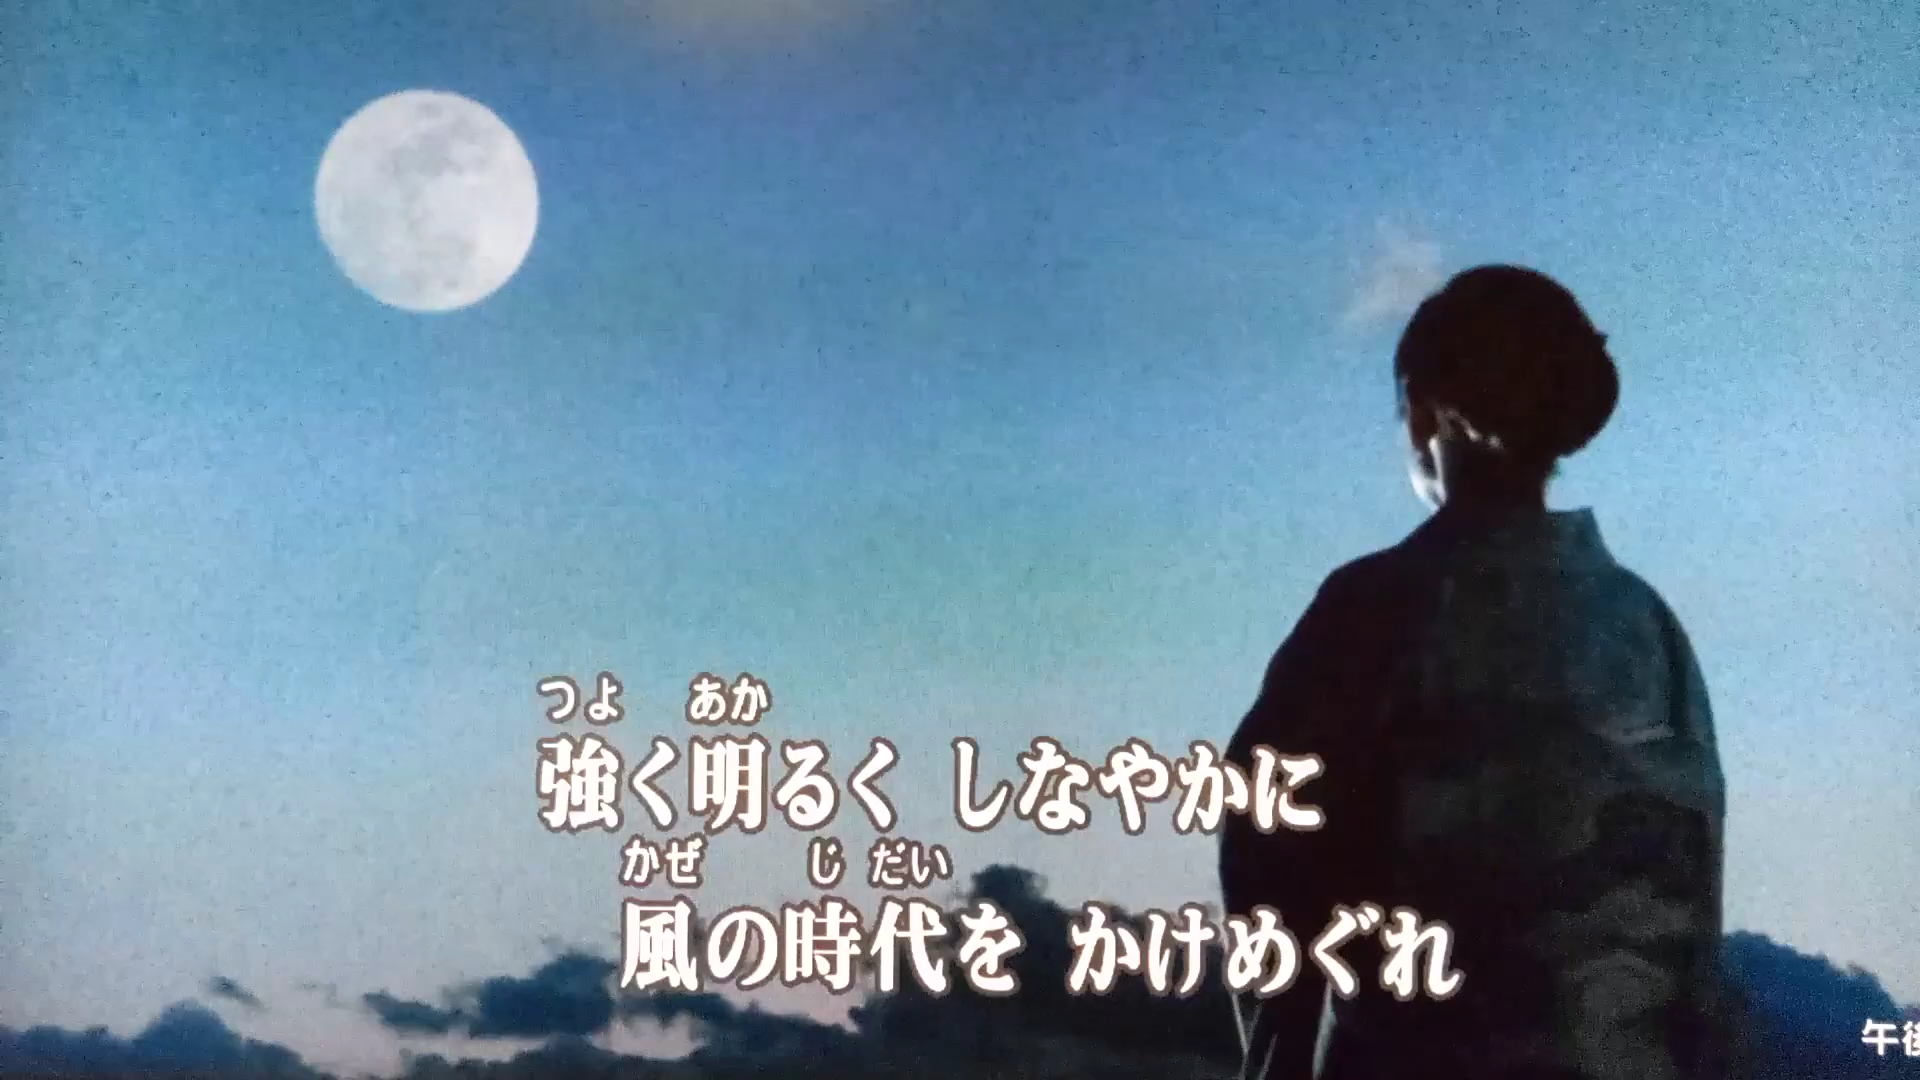 つよ あか
強く明るく しなやかに
かぜ じだい
風の時代を かけめぐれ
午後